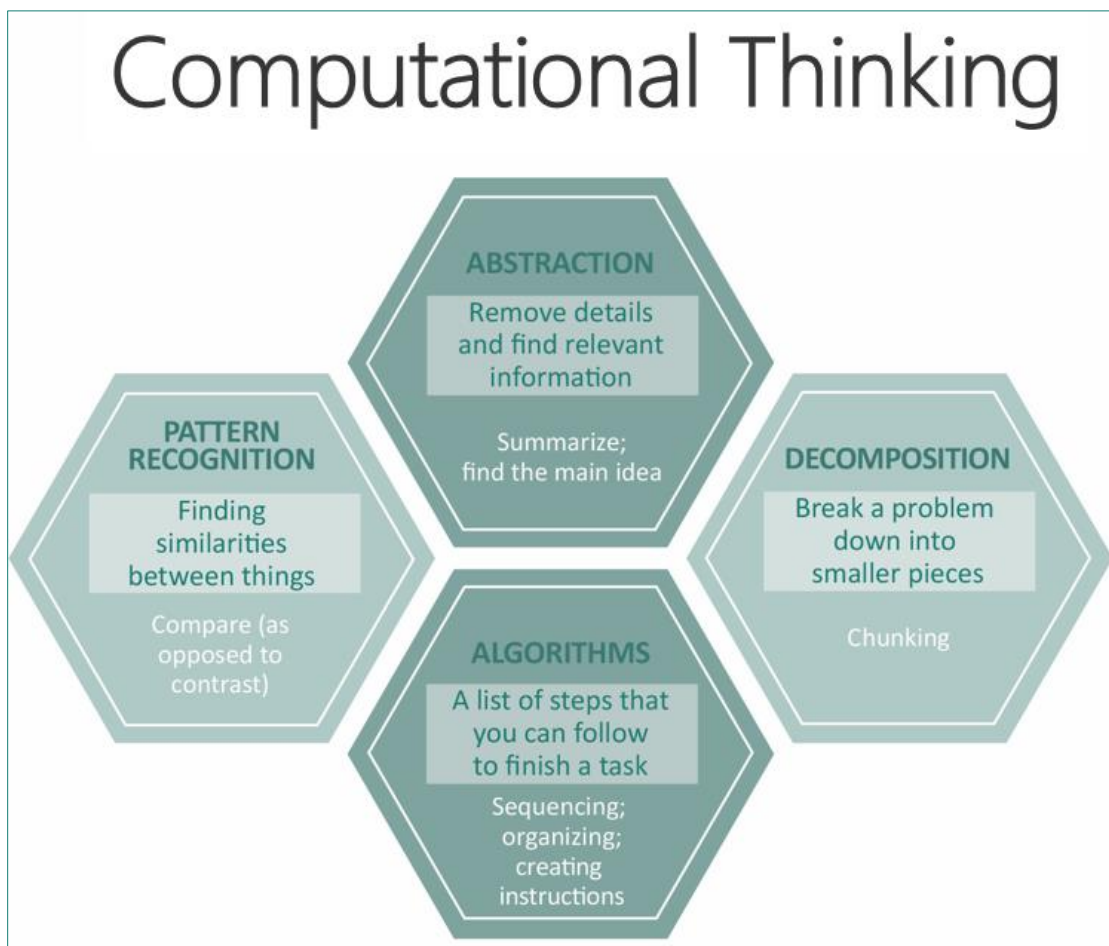 Computational Thinking
ABSTRACTION
Remove details
and find relevant
information
Summarize;
find the main idea
PATTERN
RECOGNITION
Finding
similarities
between things
Compare (as
opposed to
contrast)
DECOMPOSITION
Break a problem
down into
smaller pieces
Chunking
ALGORITHMS
A list of steps that
you can follow
to finish a task
Sequencing;
organizing;
creating
instructions